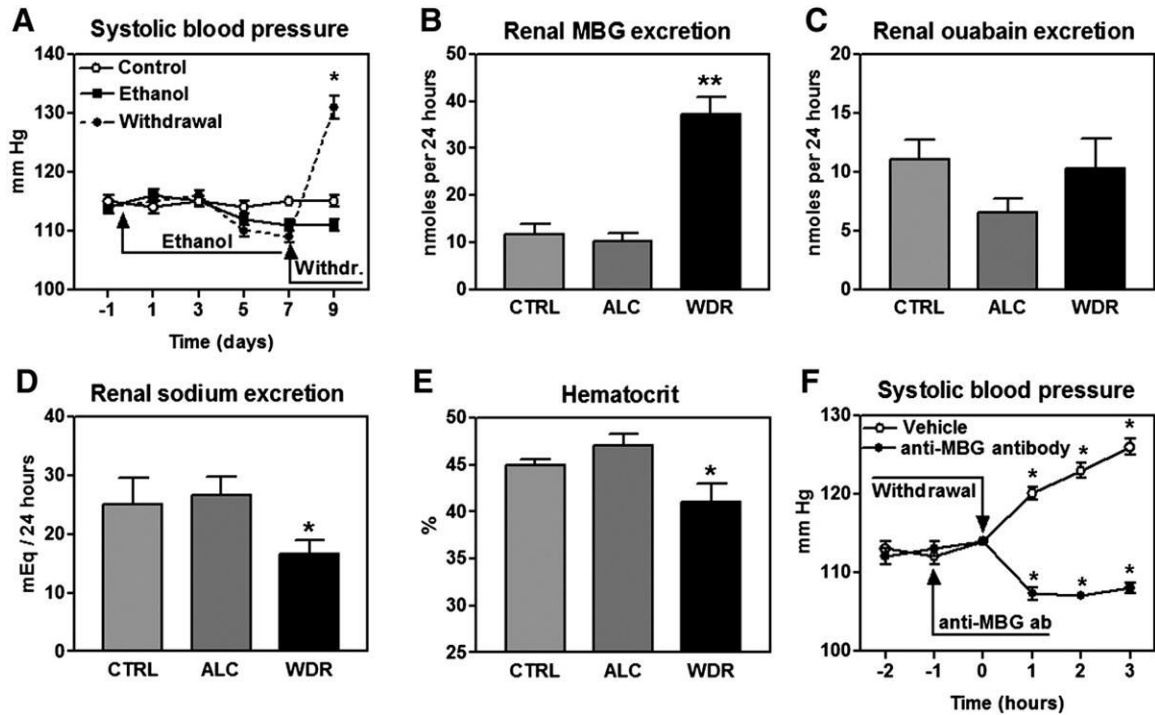 A
Systolic blood pressure
mm Hg
140
130
120
110
100
Control
Ethanol
Withdrawal
*
Ethanol
Withdr.
-1 1 3 5 7 9
Time (days)
B
Renal MBG excretion
nmoles per 24 hours
50
40
30
20
10
0
**
CTRL ALC WDR
C
Renal ouabain excretion
nmoles per 24 hours
20
15
10
5
0
CTRL ALC WDR
D
Renal sodium excretion
mEq / 24 hours
40
30
20
10
0
*
CTRL ALC WDR
E
Hematocrit
%
50
45
40
35
30
25
*
CTRL ALC WDR
F
Systolic blood pressure
mm Hg
130
120
110
100
Vehicle
anti-MBG antibody
* * *
Withdrawal
* * *
anti-MBG ab
-2 -1 0 1 2 3
Time (hours)